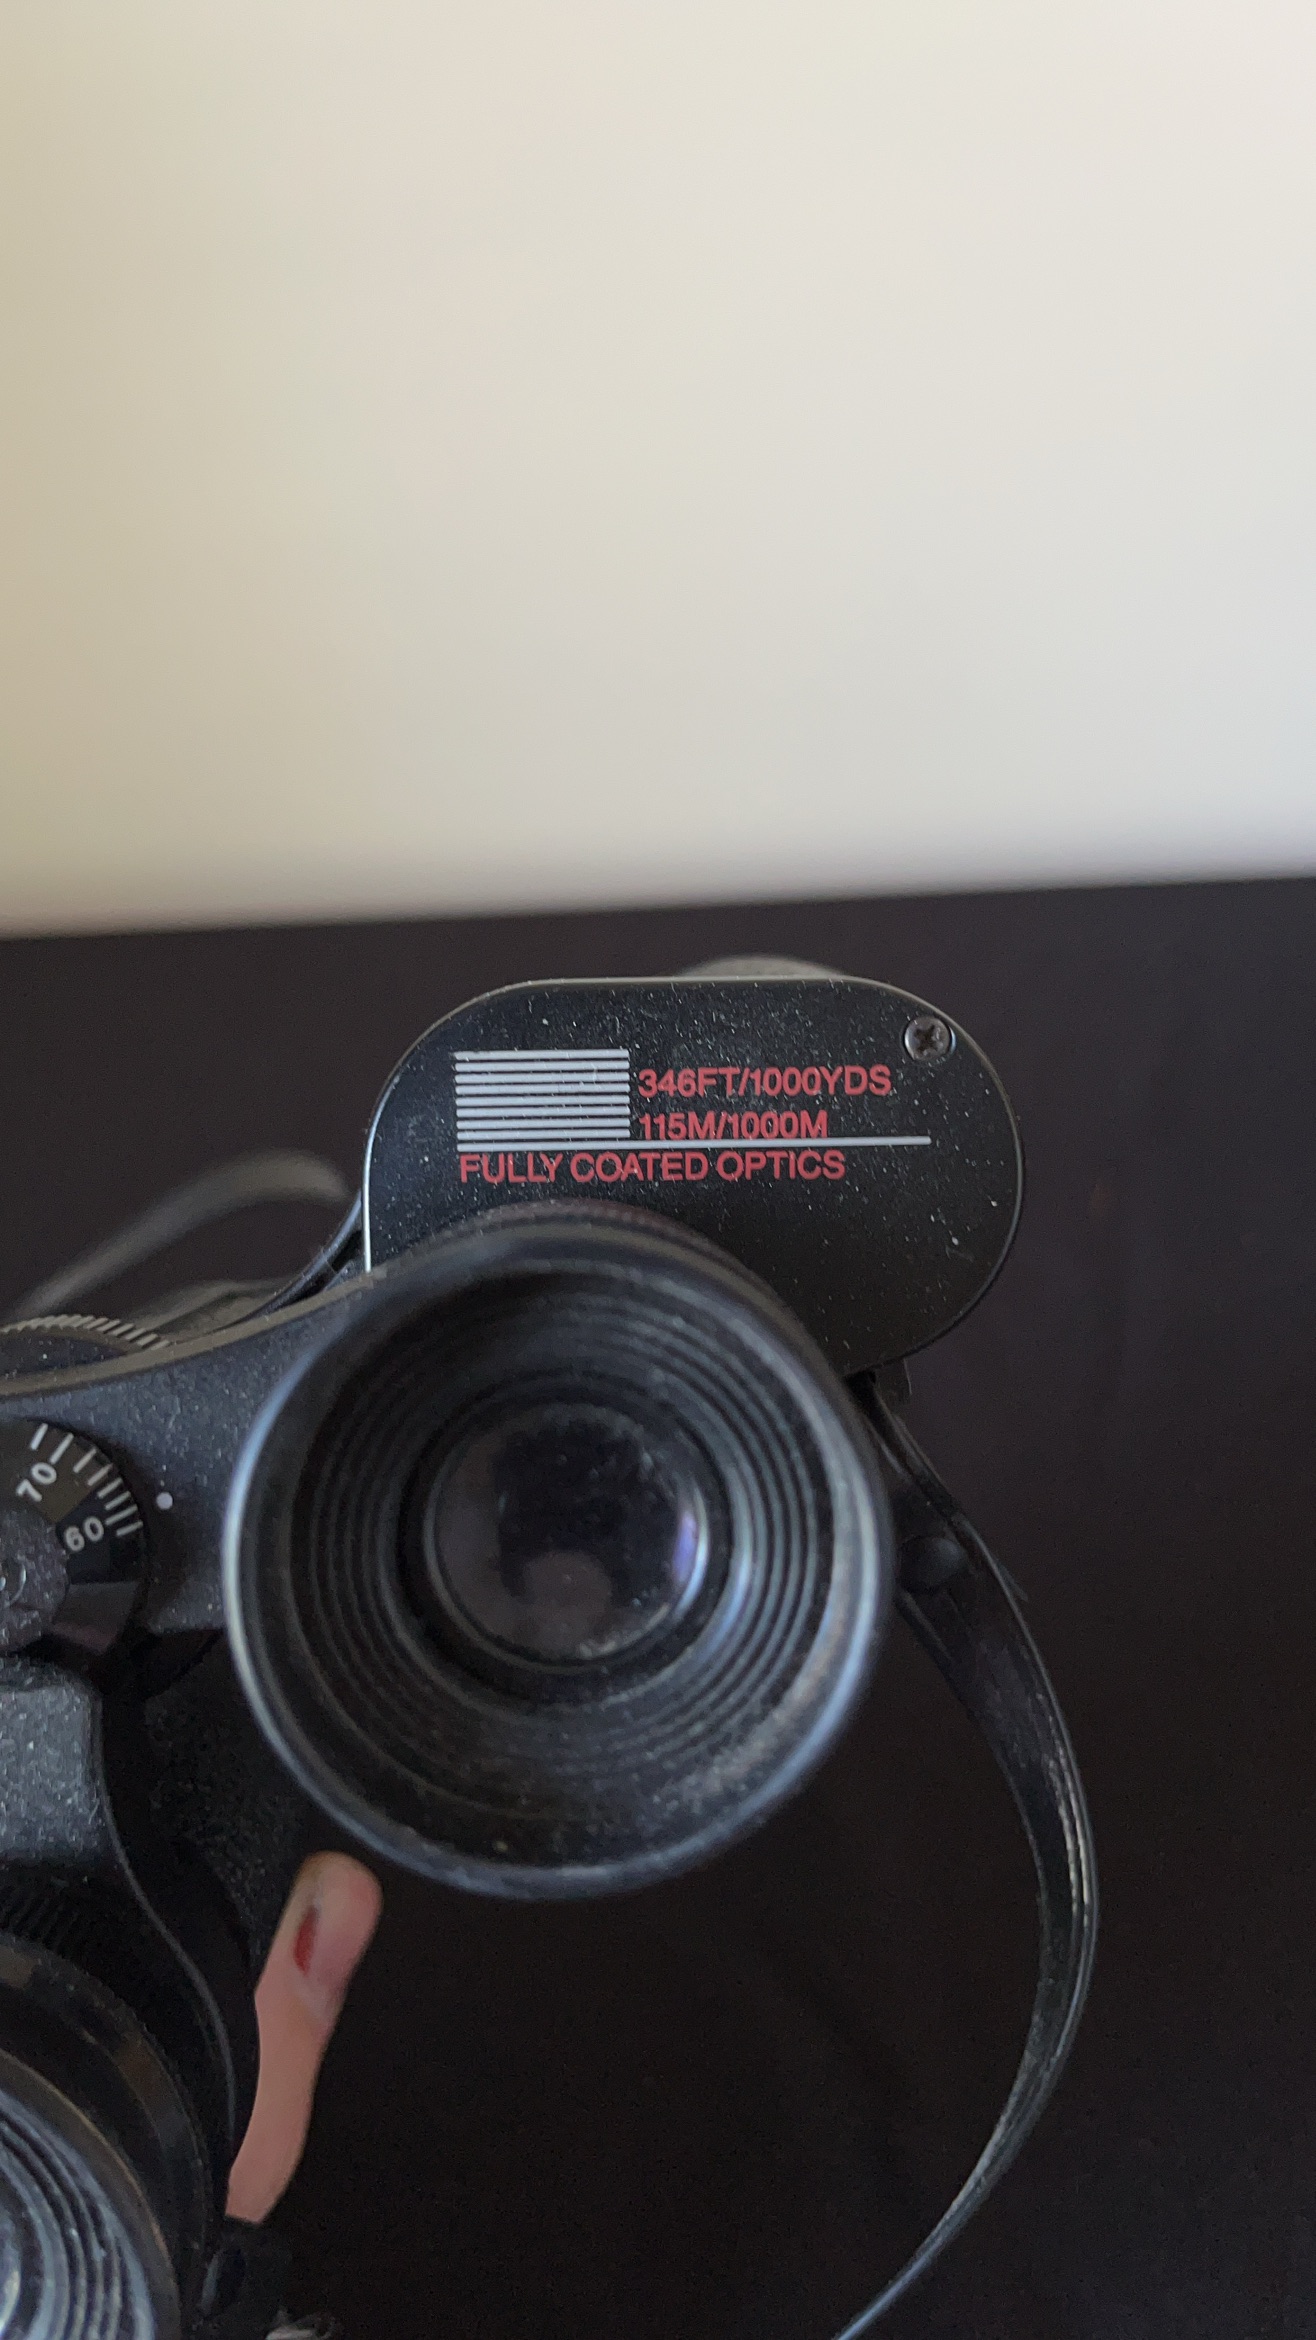 346FT/1000YDS
115M/1000M
FULLY COATED OPTICS
70
60